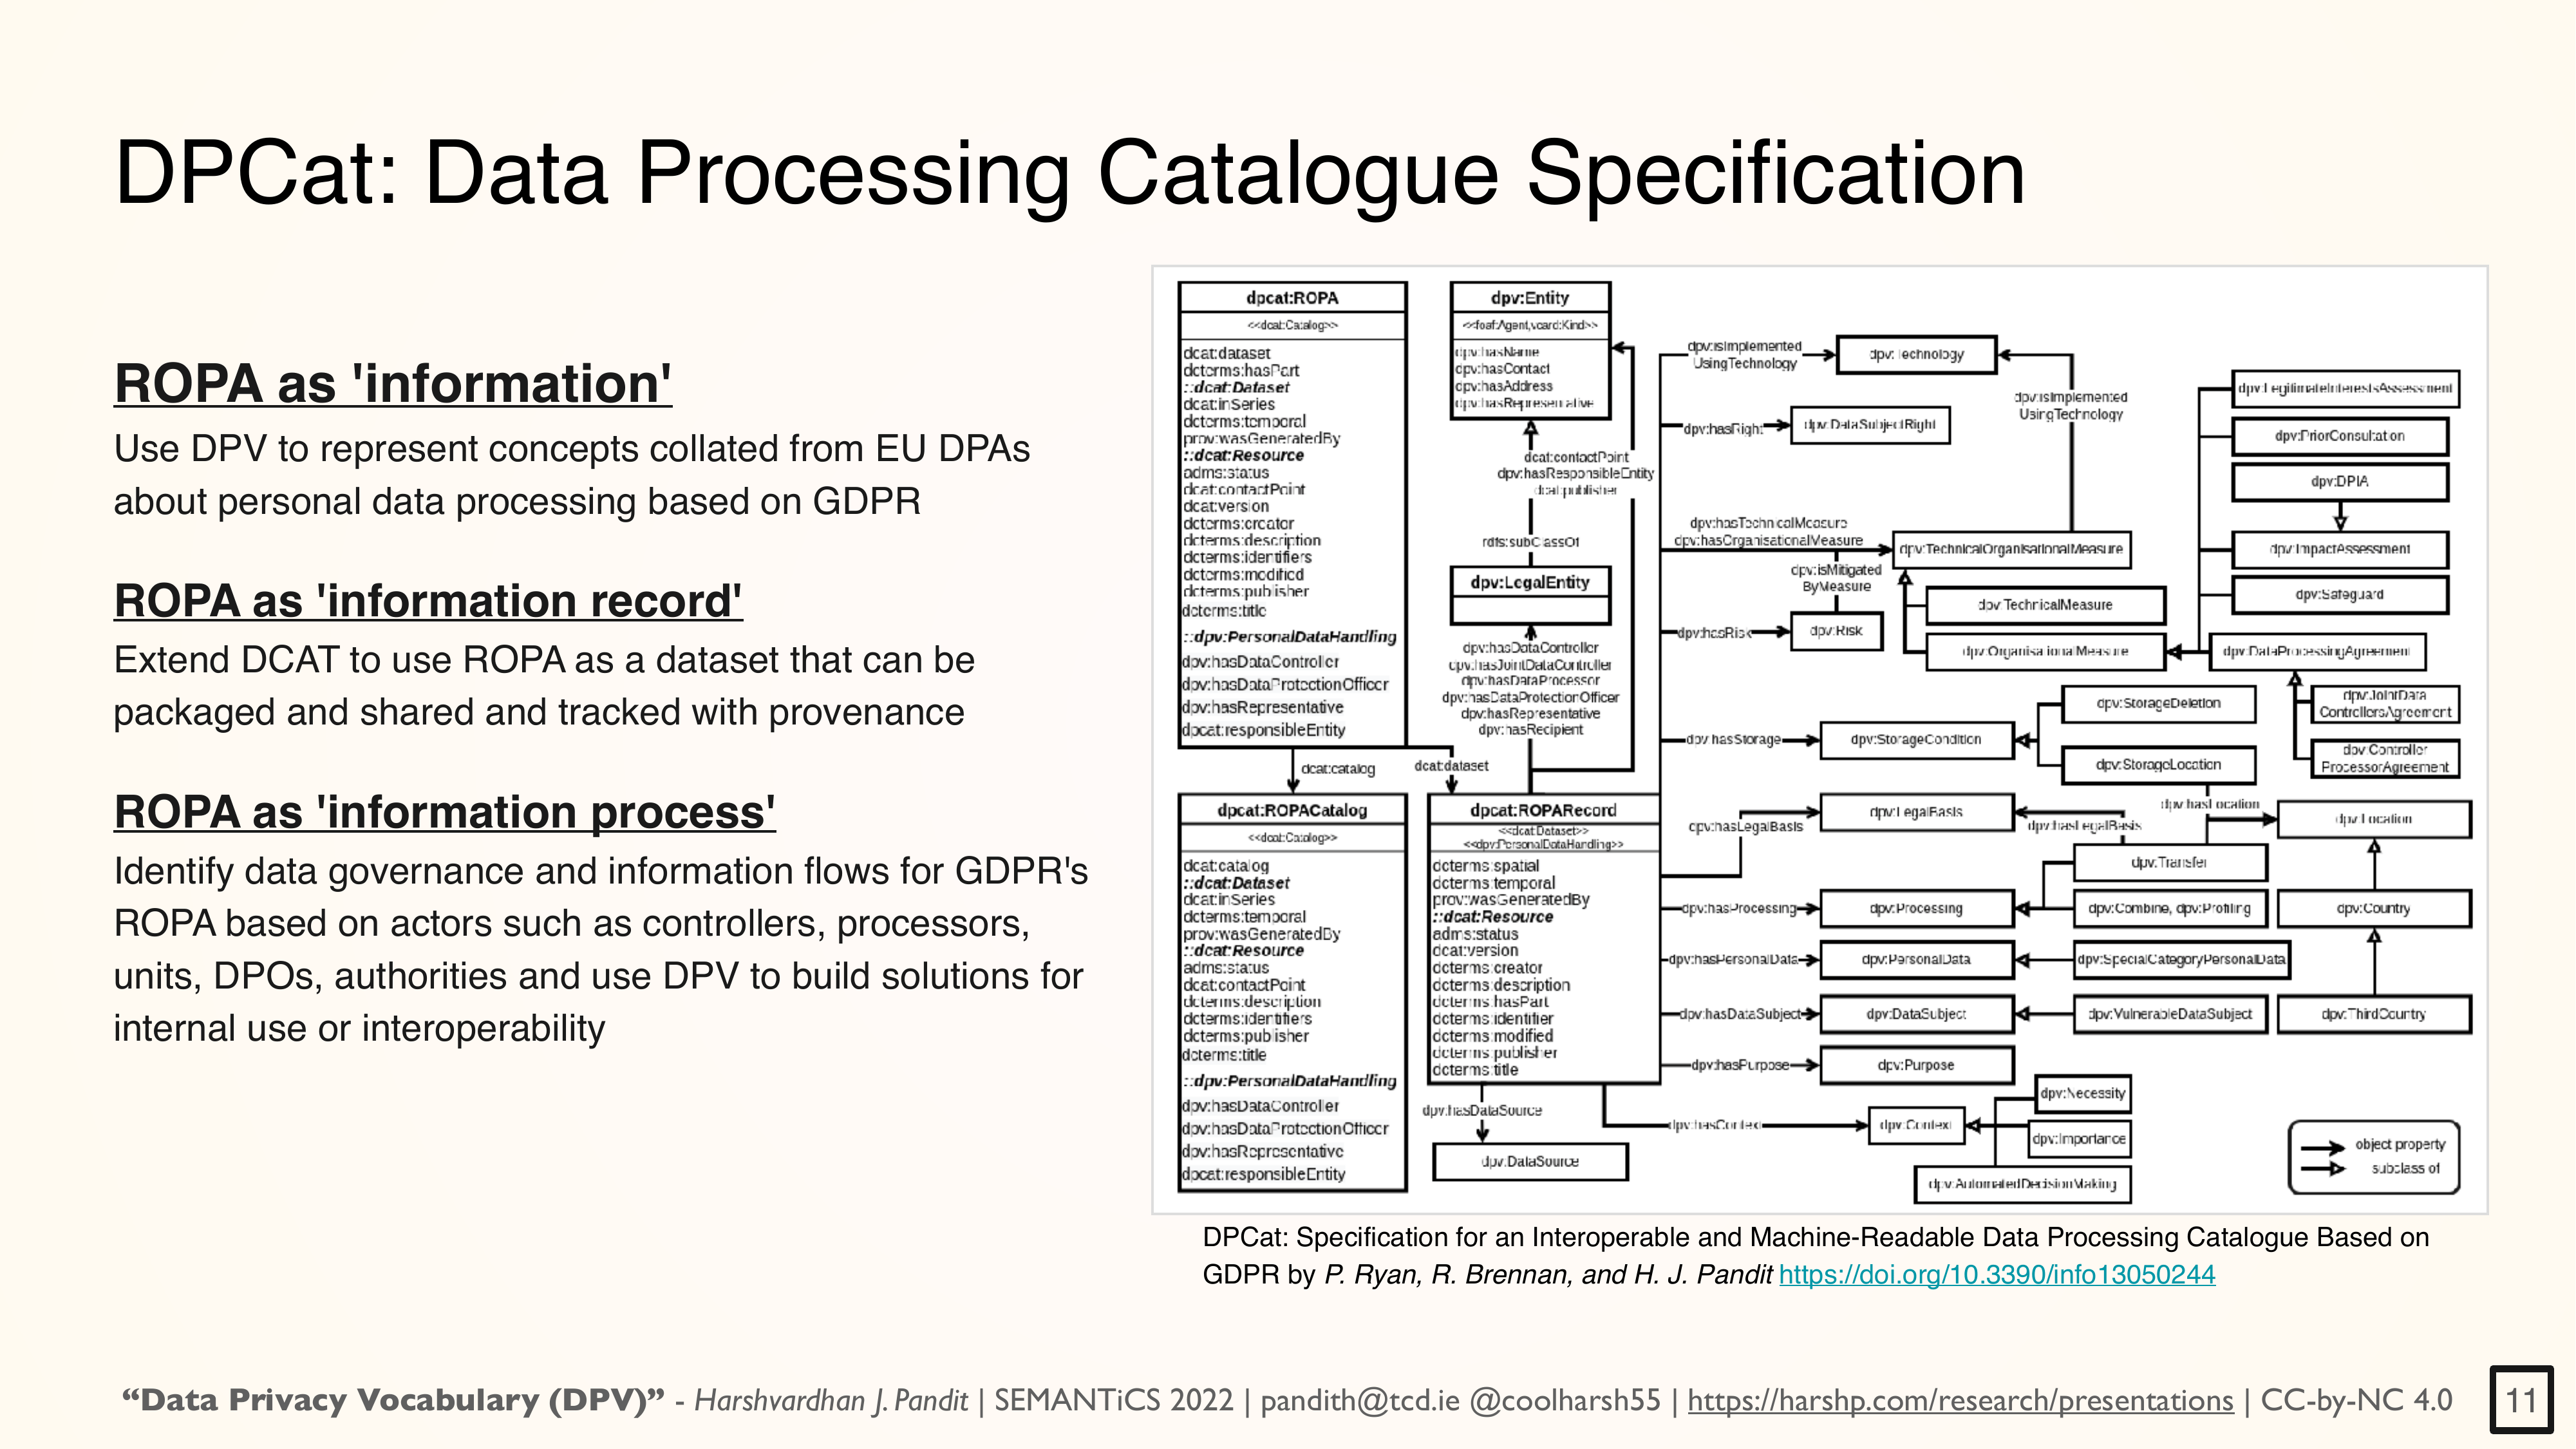 DPCat: Data Processing Catalogue Specification
ROPA as 'information'
Use DPV to represent concepts collated from EU DPAs
about personal data processing based on GDPR
ROPA as 'information record'
Extend DCAT to use ROPA as a dataset that can be
packaged and shared and tracked with provenance
ROPA as 'information process'
Identify data governance and information flows for GDPR's
ROPA based on actors such as controllers, processors,
units, DPOs, authorities and use DPV to build solutions for
internal use or interoperability
dpcat:ROPA
<<dcat:Catalog>>
dcat:dataset
dcterms:hasPart
::dcat:Dataset
dcat:inSeries
dcterms:temporal
prov:wasGeneratedBy
::dcat:Resource
adms:status
dcat:contactPoint
dcat:version
dcterms:creator
dcterms:description
dcterms:identifiers
dcterms:modified
dcterms:publisher
dcterms:title
::dpv:PersonalDataHandling
dpv:hasDataController
dpv:hasDataProtectionOfficer
dpv:hasRepresentative
dpcat:responsibleEntity
dcat:catalog
dcat:dataset
dpcat:ROPACatalog
<<dcat:Catalog>>
dcat:catalog
::dcat:Dataset
dcat:inSeries
dcterms:temporal
prov:wasGeneratedBy
::dcat:Resource
adms:status
dcat:contactPoint
dcterms:description
dcterms:identifiers
dcterms:publisher
dcterms:title
::dpv:PersonalDataHandling
dpv:hasDataController
dpv:hasDataProtectionOfficer
dpv:hasRepresentative
dpcat:responsibleEntity
dpv:Entity
<<foaf:Agent,vcard:Kind>>
dpv:hasName
dpv:hasContact
dpv:hasAddress
dpv:hasRepresentative
dcat:contactPoint
dpv:hasResponsibleEntity
dcat:publisher
rdfs:subClassOf
dpv:LegalEntity
dpv:hasDataController
dpv:hasJointDataController
dpv:hasDataProcessor
dpv:hasDataProtectionOfficer
dpv:hasRepresentative
dpv:hasRecipient
dpcat:ROPARecord
<<dcat:Dataset>>
<<dpv:PersonalDataHandling>>
dcterms:spatial
dcterms:temporal
prov:wasGeneratedBy
::dcat:Resource
adms:status
dcat:version
dcterms:creator
dcterms:description
dcterms:hasPart
dcterms:identifier
dcterms:modified
dcterms:publisher
dcterms:title
dpv:hasDataSource
dpv:DataSource
dpv:isImplemented
UsingTechnology
dpv:Technology
dpv:isImplemented
UsingTechnology
dpv:hasRight
dpv:DataSubjectRight
dpv:hasTechnicalMeasure
dpv:hasOrganisationalMeasure
dpv:TechnicalOrganisationalMeasure
dpv:isMitigated
ByMeasure
dpv:TechnicalMeasure
dpv:hasRisk
dpv:Risk
dpv:OrganisationalMeasure
dpv:LegitimateInterestsAssessment
dpv:PriorConsultation
dpv:DPIA
dpv:ImpactAssessment
dpv:Safeguard
dpv:DataProcessingAgreement
dpv:JointData
ControllersAgreement
dpv:Controller
ProcessorAgreement
dpv:hasStorage
dpv:StorageCondition
dpv:StorageDeletion
dpv:StorageLocation
dpv:hasLegalBasis
dpv:LegalBasis
dpv:hasLegalBasis
dpv:hasLocation
dpv:Location
dpv:Transfer
dpv:hasProcessing
dpv:Processing
dpv:Combine, dpv:Profiling
dpv:Country
dpv:hasPersonalData
dpv:PersonalData
dpv:SpecialCategoryPersonalData
dpv:hasDataSubject
dpv:DataSubject
dpv:VulnerableDataSubject
dpv:ThirdCountry
dpv:hasPurpose
dpv:Purpose
dpv:hasContext
dpv:Context
dpv:Necessity
dpv:Importance
dpv:AutomatedDecisionMaking
object property
subclass of
DPCat: Specification for an Interoperable and Machine-Readable Data Processing Catalogue Based on
GDPR by P. Ryan, R. Brennan, and H. J. Pandit https://doi.org/10.3390/info13050244
“Data Privacy Vocabulary (DPV)” - Harshvardhan J. Pandit | SEMANTiCS 2022 | pandith@tcd.ie @coolharsh55 | https://harshp.com/research/presentations | CC-by-NC 4.0
11